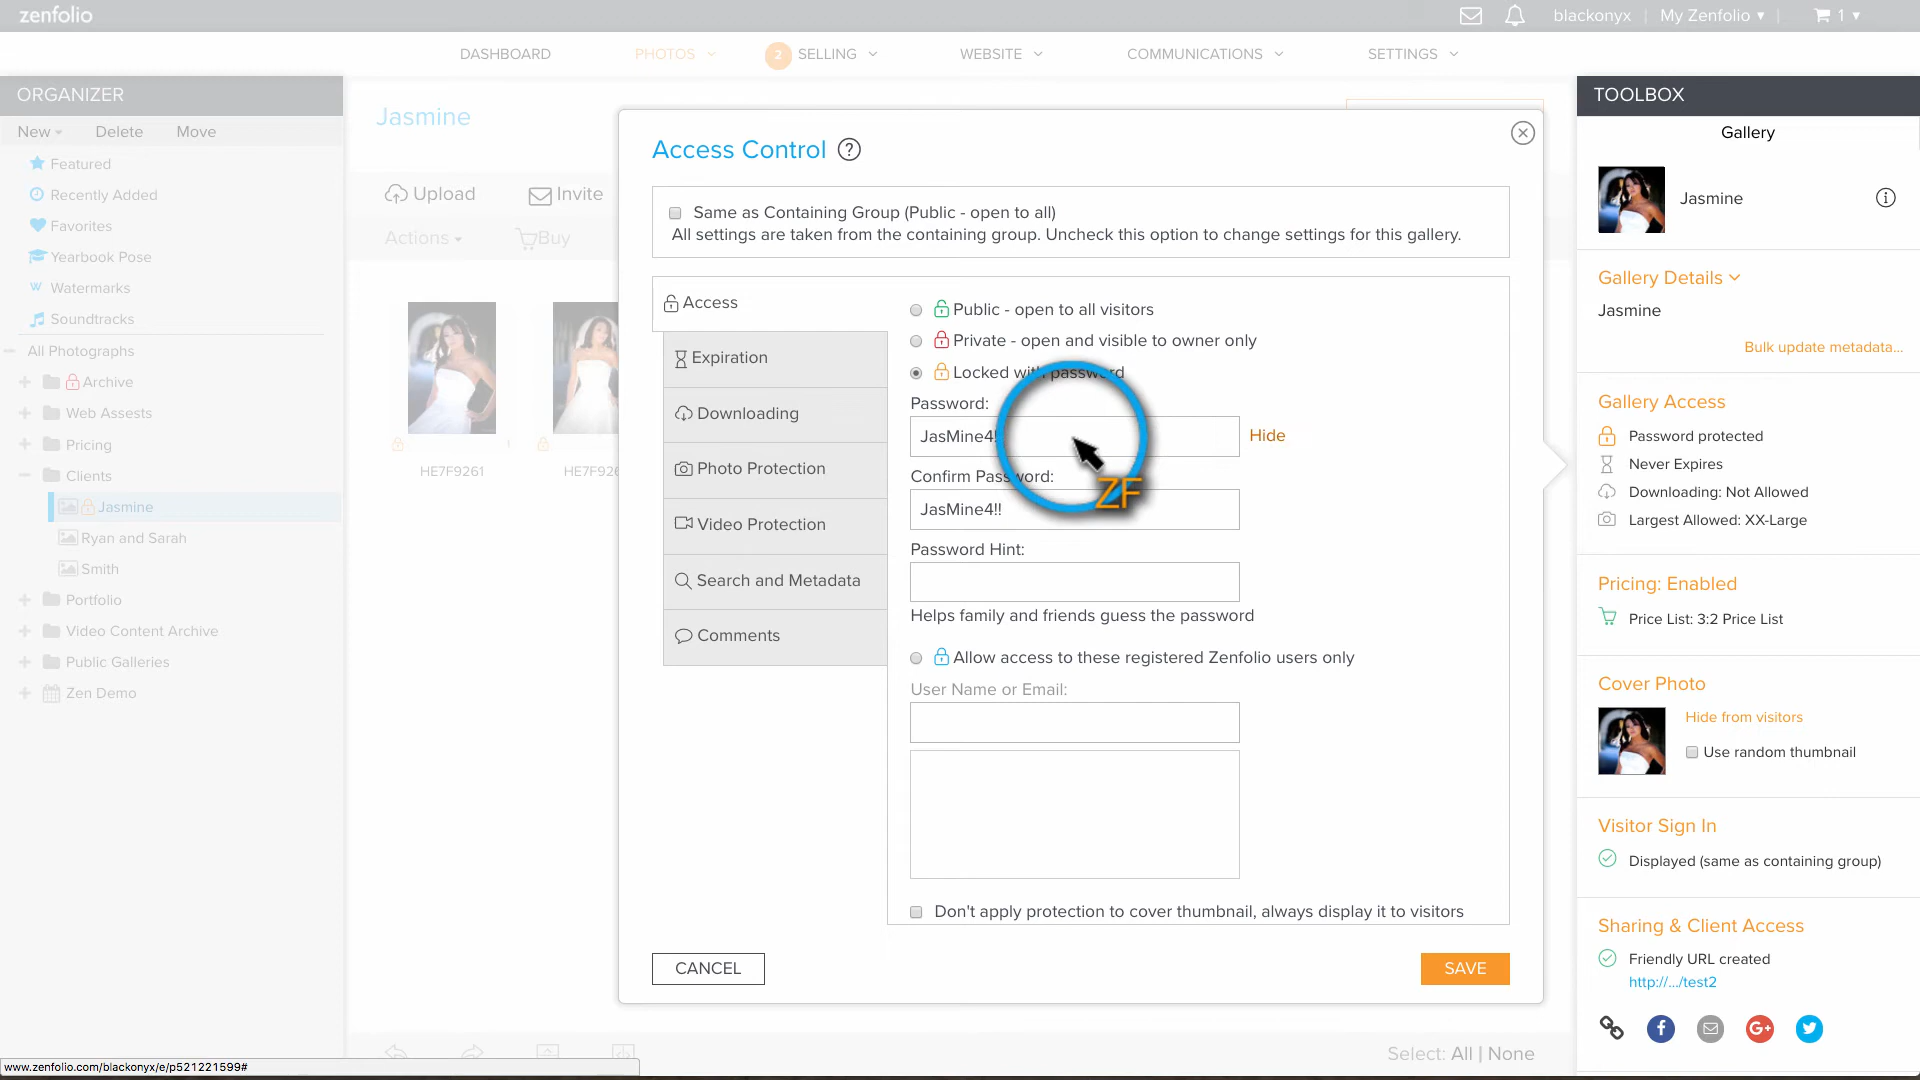 zenfolio
blackonyx
My Zenfolio
1
DASHBOARD
PHOTOS
2 SELLING
WEBSITE
COMMUNICATIONS
SETTINGS
ORGANIZER
New
Delete
Move
Featured
Recently Added
Favorites
Yearbook Pose
Watermarks
Soundtracks
All Photographs
Archive
Web Assests
Pricing
Clients
Jasmine
Ryan and Sarah
Smith
Portfolio
Video Content Archive
Public Galleries
Zen Demo
Jasmine
Upload
Invite
Actions
Buy
HE7F9261
Access Control ?
Same as Containing Group (Public - open to all)
All settings are taken from the containing group. Uncheck this option to change settings for this gallery.
Access
Expiration
Downloading
Photo Protection
Video Protection
Search and Metadata
Comments
Public - open to all visitors
Private - open and visible to owner only
Locked with password
Password:
JasMine4!
Hide
Confirm Password:
JasMine4!!
ZF
Password Hint:
Helps family and friends guess the password
Allow access to these registered Zenfolio users only
User Name or Email:
Don't apply protection to cover thumbnail, always display it to visitors
CANCEL
SAVE
TOOLBOX
Gallery
Jasmine
Gallery Details
Jasmine
Bulk update metadata...
Gallery Access
Password protected
Never Expires
Downloading: Not Allowed
Largest Allowed: XX-Large
Pricing: Enabled
Price List: 3:2 Price List
Cover Photo
Hide from visitors
Use random thumbnail
Visitor Sign In
Displayed (same as containing group)
Sharing & Client Access
Friendly URL created
http://.../test2
Select: All | None
www.zenfolio.com/blackonyx/e/p521221599#